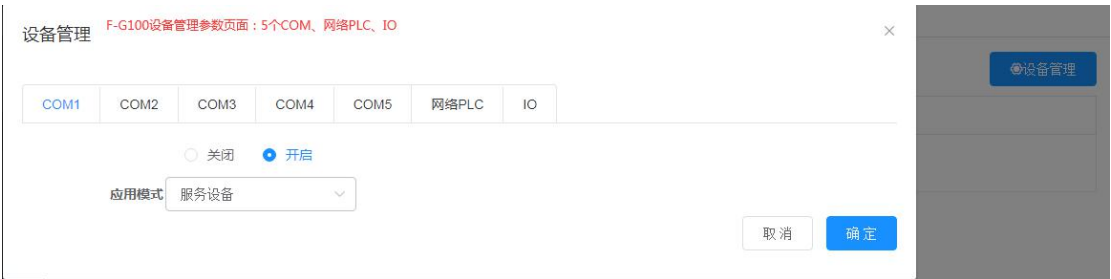 设备管理 F-G100设备管理参数页面：5个COM、网络PLC、IO
设备管理
COM1 COM2 COM3 COM4 COM5 网络PLC IO
关闭 开启
应用模式 服务设备
取消 确定